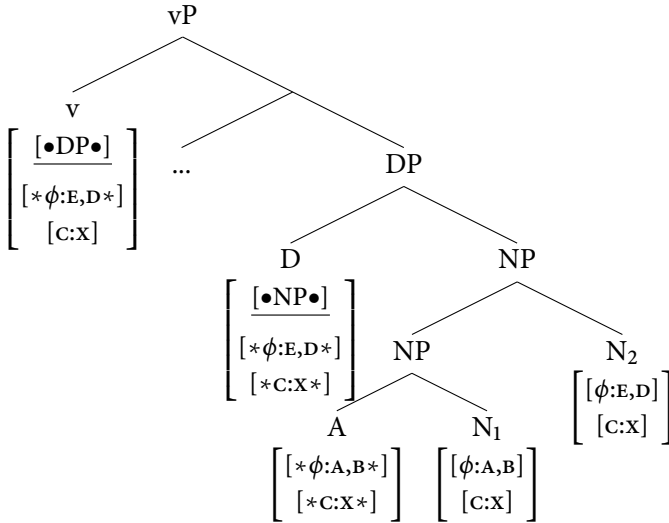 vP
v
[•DP•]
[*ϕ:E,D*]
[C:X]
...
DP
D
[•NP•]
[*ϕ:E,D*]
[*C:X*]
NP
NP
N₂
[ϕ:E,D]
[C:X]
A
[*ϕ:A,B*]
[*C:X*]
N₁
[ϕ:A,B]
[C:X]